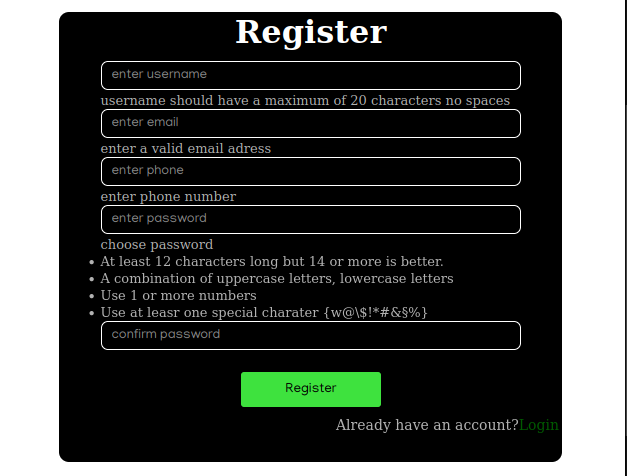 Register
enter username
username should have a maximum of 20 characters no spaces
enter email
enter a valid email adress
enter phone
enter phone number
enter password
choose password
At least 12 characters long but 14 or more is better.
A combination of uppercase letters, lowercase letters
Use 1 or more numbers
Use at leasr one special charater {w@\$!*#&§%}
confirm password
Register
Already have an account?Login